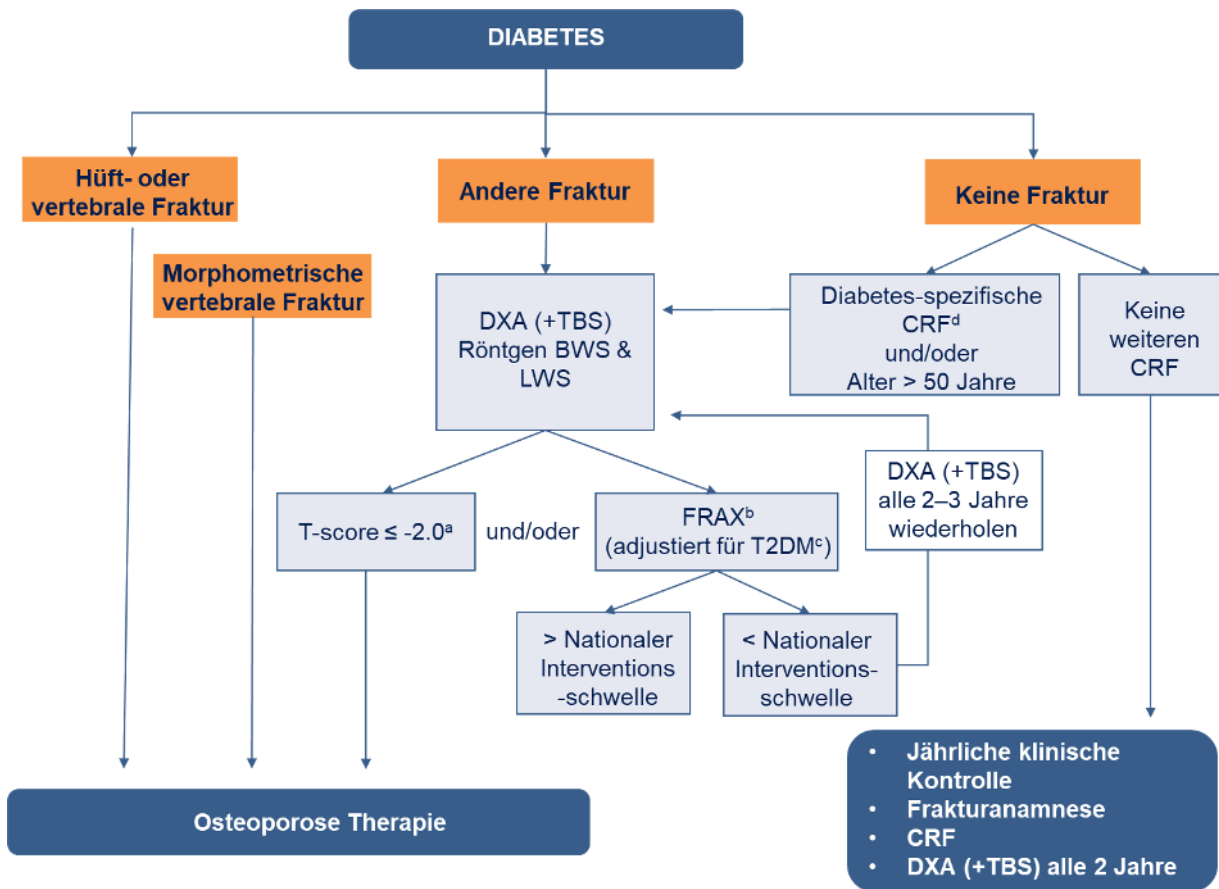 DIABETES
Hüft- oder
vertebrale Fraktur
Andere Fraktur
Keine Fraktur
Morphometrische
vertebrale Fraktur
DXA (+TBS)
Röntgen BWS &
LWS
Diabetes-spezifische
CRFᵈ
und/oder
Alter > 50 Jahre
Keine
weiteren
CRF
DXA (+TBS)
alle 2–3 Jahre
wiederholen
T-score ≤ -2.0ᵃ
und/oder
FRAXᵇ
(adjustiert für T2DMᶜ)
> Nationaler
Interventions
-schwelle
< Nationaler
Interventions-
schwelle
Osteoporose Therapie
• Jährliche klinische
Kontrolle
• Frakturanamnese
• CRF
• DXA (+TBS) alle 2 Jahre